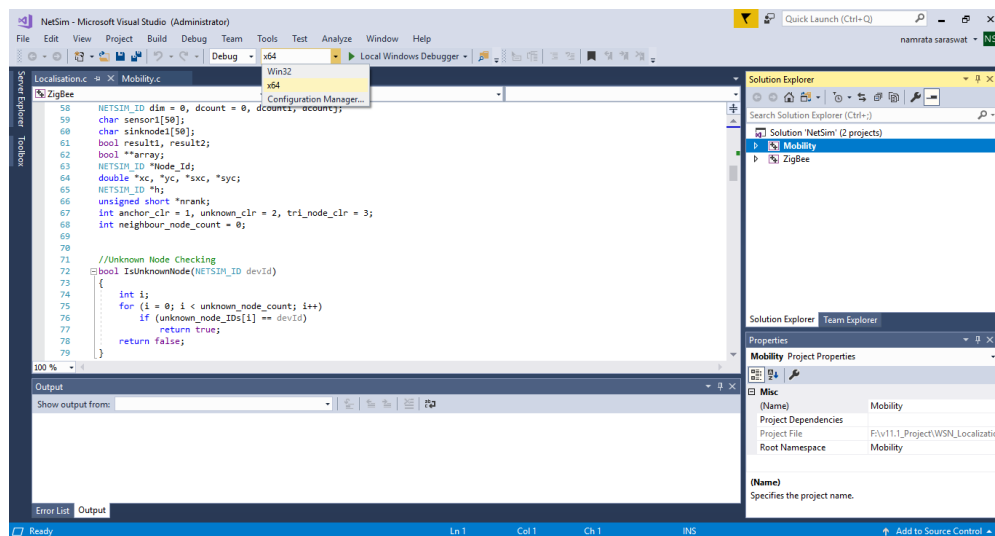 NetSim - Microsoft Visual Studio (Administrator)
Quick Launch (Ctrl+Q)
File Edit View Project Build Debug Team Tools Test Analyze Window Help
namrata saraswat
NS
Debug x64 Local Windows Debugger
Win32
x64
Configuration Manager...
Server Explorer
Toolbox
Localisation.c Mobility.c
ZigBee
58 NETSIM_ID dim = 0, dcount = 0, dcounti, dcountj;
59 char sensor1[50];
60 char sinknode1[50];
61 bool result1, result2;
62 bool **array;
63 NETSIM_ID *Node_Id;
64 double *xc, *yc, *sxc, *syc;
65 NETSIM_ID *h;
66 unsigned short *nrank;
67 int anchor_clr = 1, unknown_clr = 2, tri_node_clr = 3;
68 int neighbour_node_count = 0;
69
70
71 //Unknown Node Checking
72 bool IsUnknownNode(NETSIM_ID devId)
73 {
74 int i;
75 for (i = 0; i < unknown_node_count; i++)
76 if (unknown_node_IDs[i] == devId)
77 return true;
78 return false;
79 }
100 %
Output
Show output from:
Error List Output
Solution Explorer
Search Solution Explorer (Ctrl+;)
Solution 'NetSim' (2 projects)
Mobility
ZigBee
Solution Explorer Team Explorer
Properties
Mobility Project Properties
Misc
(Name) Mobility
Project Dependencies
Project File F:\v11.1_Project\WSN_Localizatio
Root Namespace Mobility
(Name)
Specifies the project name.
Ready Ln 1 Col 1 Ch 1 INS Add to Source Control